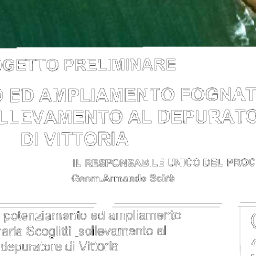 OGETTO PRELIMINARE
O ED AMPLIAMENTO FOGNAT
LLEVAMENTO AL DEPURATO
DI VITTORIA
IL RESPONSABILE UNICO DEL PROC
Geom.Armando Scirè
potenziamento ed ampliamento
raria Scoglitti ,sollevamento al
depuratore di Vittoria